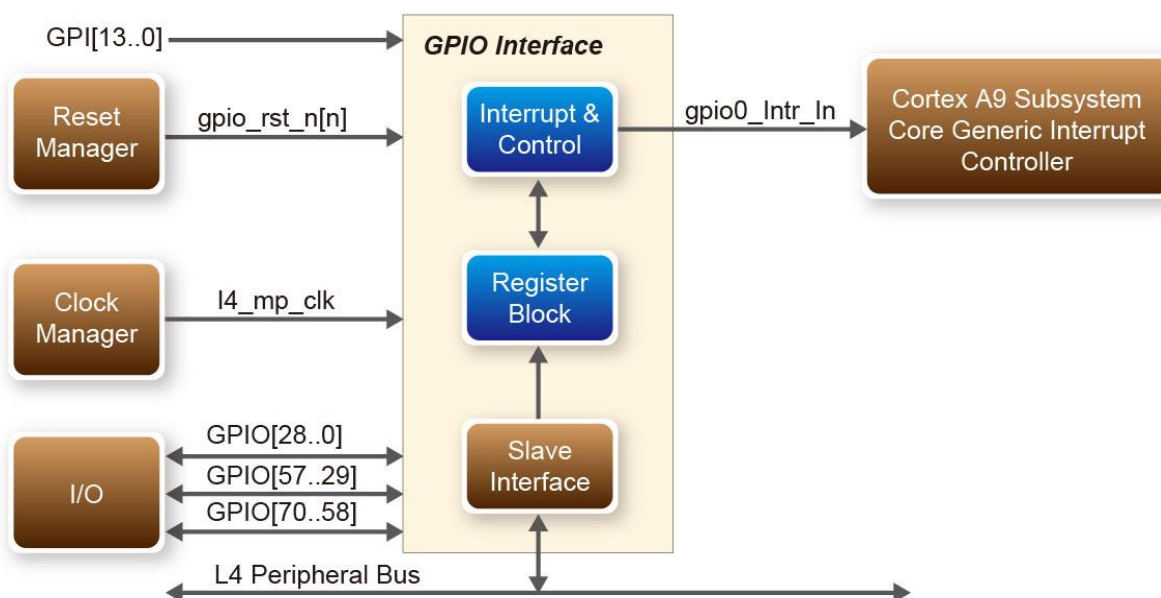 GPI[13..0]
GPIO Interface
Reset
Manager
gpio_rst_n[n]
Interrupt &
Control
gpio0_Intr_In
Cortex A9 Subsystem
Core Generic Interrupt
Controller
Clock
Manager
l4_mp_clk
Register
Block
I/O
GPIO[28..0]
GPIO[57..29]
GPIO[70..58]
Slave
Interface
L4 Peripheral Bus